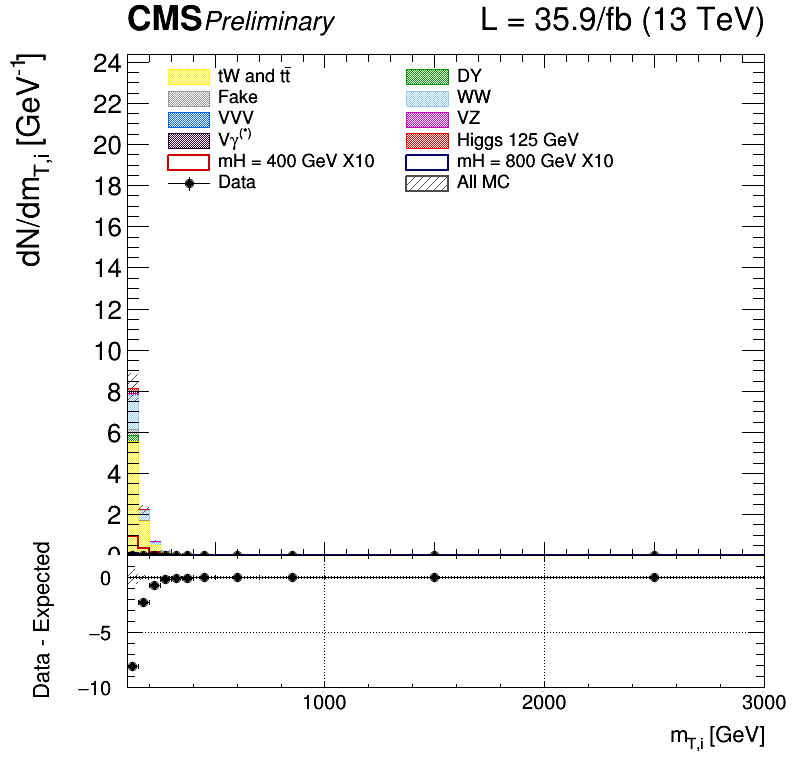 CMS Preliminary L = 35.9/fb (13 TeV)
dN/dm_{T,i} [GeV^{-1}]
24
22
20
18
16
14
12
10
8
6
4
2
0
tW and tt̄ DY
Fake WW
VVV VZ
Vγ^{(*)} Higgs 125 GeV
mH = 400 GeV X10 mH = 800 GeV X10
Data All MC
Data - Expected
0
−5
−10
1000 2000 3000
m_{T,i} [GeV]